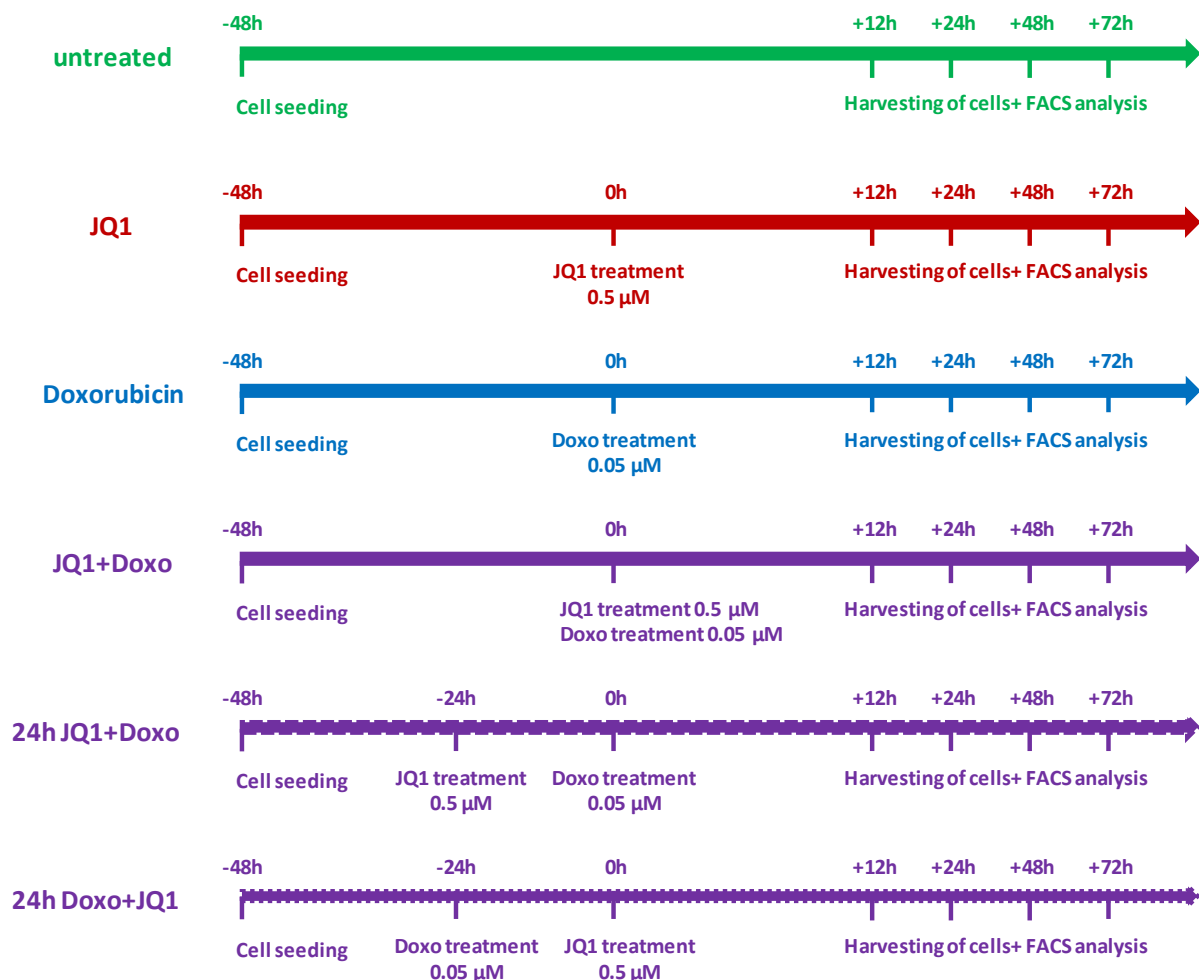 -48h +12h +24h +48h +72h
untreated
Cell seeding Harvesting of cells+ FACS analysis
-48h 0h +12h +24h +48h +72h
JQ1
Cell seeding JQ1 treatment Harvesting of cells+ FACS analysis
0.5 µM
-48h 0h +12h +24h +48h +72h
Doxorubicin
Cell seeding Doxo treatment Harvesting of cells+ FACS analysis
0.05 µM
-48h 0h +12h +24h +48h +72h
JQ1+Doxo
Cell seeding JQ1 treatment 0.5 µM Harvesting of cells+ FACS analysis
Doxo treatment 0.05 µM
-48h -24h 0h +12h +24h +48h +72h
24h JQ1+Doxo
Cell seeding JQ1 treatment Doxo treatment Harvesting of cells+ FACS analysis
0.5 µM 0.05 µM
-48h -24h 0h +12h +24h +48h +72h
24h Doxo+JQ1
Cell seeding Doxo treatment JQ1 treatment Harvesting of cells+ FACS analysis
0.05 µM 0.5 µM